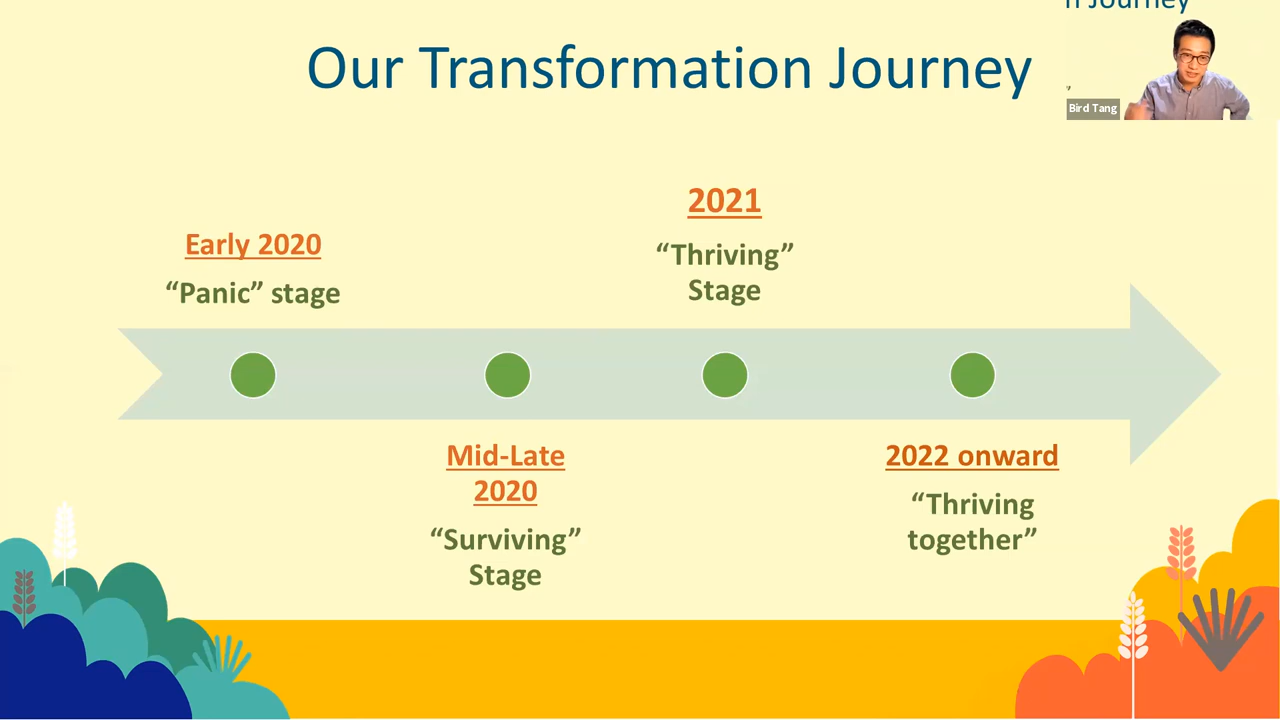 n Journey
Our Transformation Journey
Bird Tang
2021
“Thriving”
Stage
Early 2020
“Panic” stage
Mid-Late
2020
“Surviving”
Stage
2022 onward
“Thriving
together”